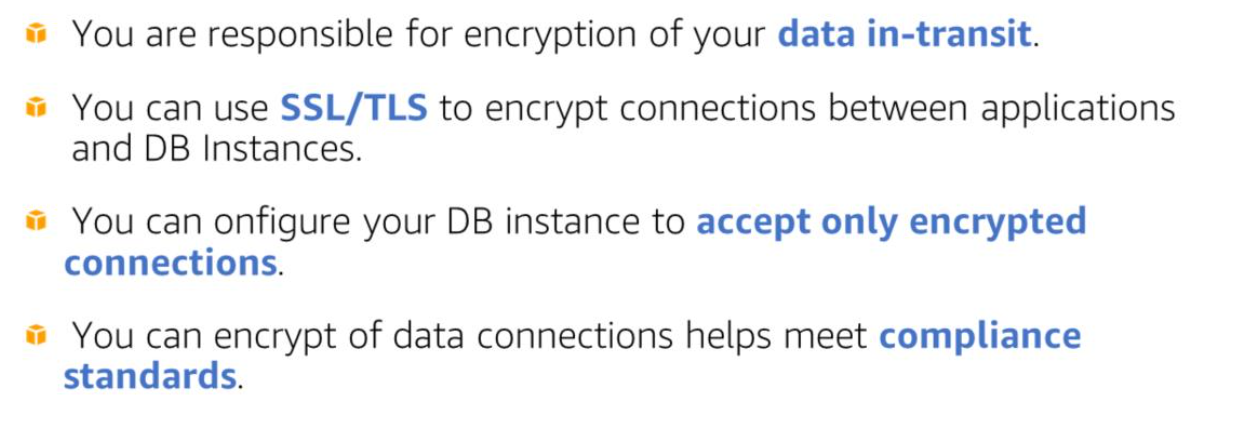 You are responsible for encryption of your data in-transit.
You can use SSL/TLS to encrypt connections between applications
and DB Instances.
You can onfigure your DB instance to accept only encrypted
connections.
You can encrypt of data connections helps meet compliance
standards.